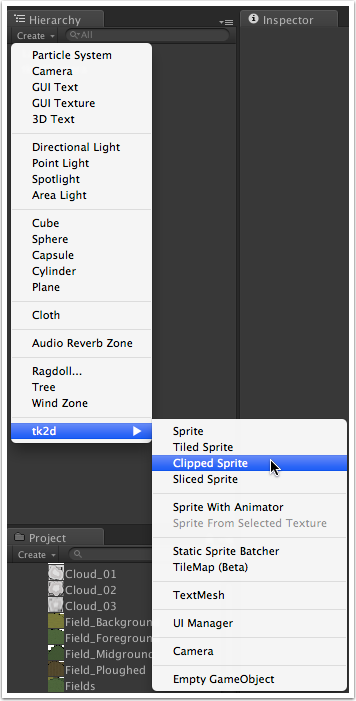 Hierarchy
Create
All
Particle System
Camera
GUI Text
GUI Texture
3D Text
Directional Light
Point Light
Spotlight
Area Light
Cube
Sphere
Capsule
Cylinder
Plane
Cloth
Audio Reverb Zone
Ragdoll...
Tree
Wind Zone
tk2d
Inspector
Sprite
Tiled Sprite
Clipped Sprite
Sliced Sprite
Sprite With Animator
Sprite From Selected Texture
Static Sprite Batcher
TileMap (Beta)
TextMesh
UI Manager
Camera
Empty GameObject
Project
Create
Cloud_01
Cloud_02
Cloud_03
Field_Background
Field_Foreground
Field_Midground
Field_Ploughed
Fields